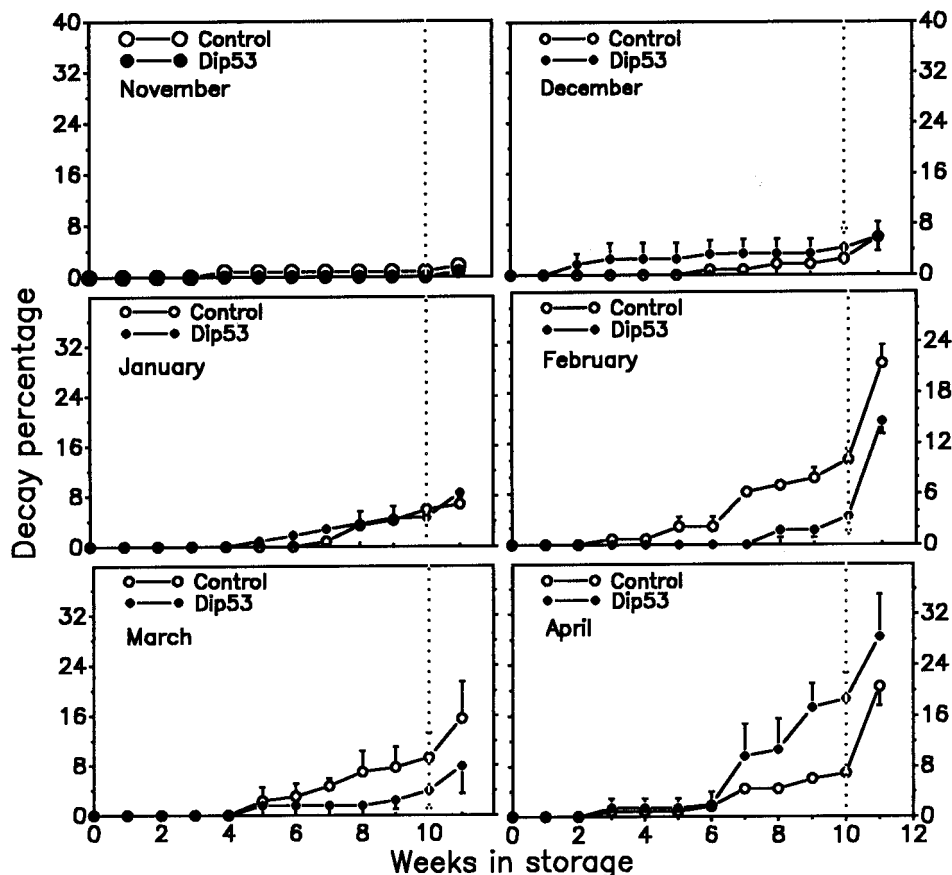 40
32
24
16
8
0
Control
Dip53
November
Control
Dip53
December
40
32
24
16
8
0
32
24
16
8
0
Control
Dip53
January
Control
Dip53
February
24
18
12
6
0
32
24
16
8
0
Control
Dip53
March
Control
Dip53
April
32
24
16
8
0
0 2 4 6 8 10
0 2 4 6 8 10 12
Decay percentage
Weeks in storage